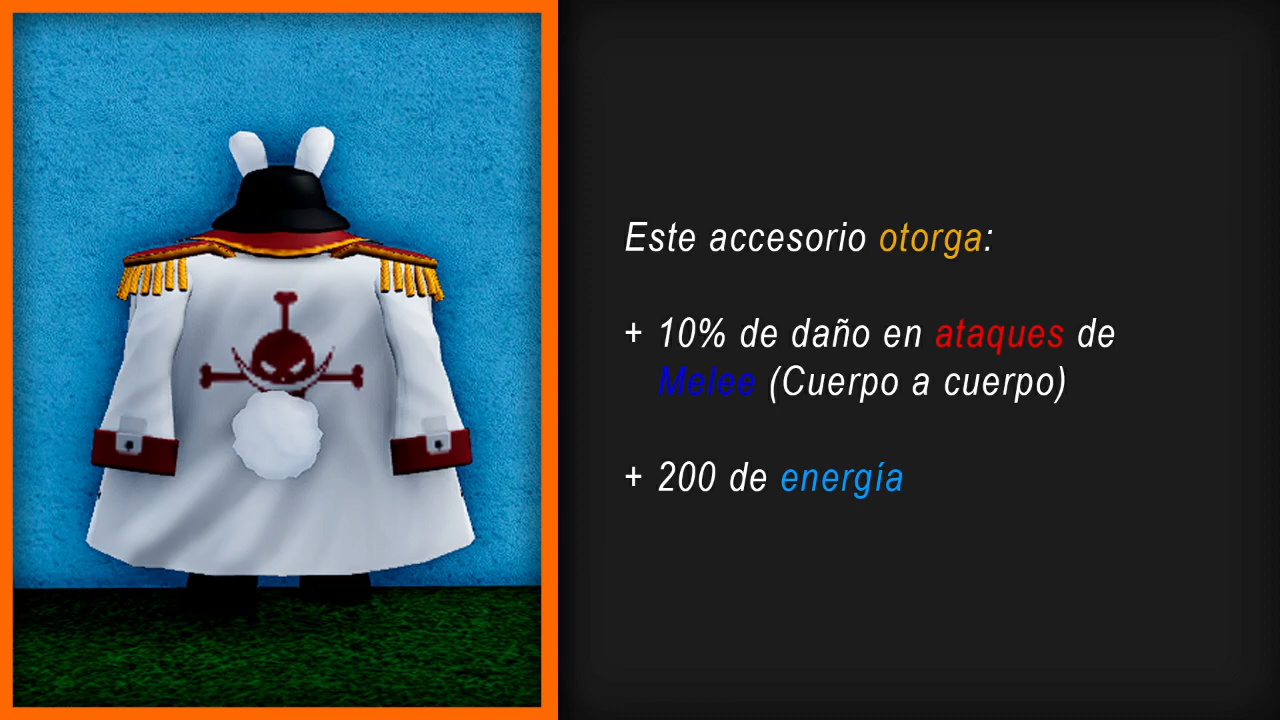 Este accesorio otorga:
+ 10% de daño en ataques de
Melee (Cuerpo a cuerpo)
+ 200 de energía